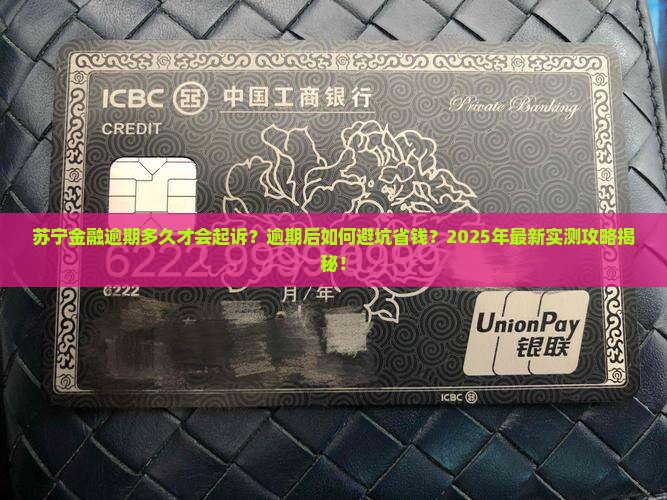 ICBC 中国工商银行
Private Banking
CREDIT
苏宁金融逾期多久才会起诉？逾期后如何避坑省钱？2025年最新实测攻略揭
秘！
6222
月/年
UnionPay
银联
ICBC